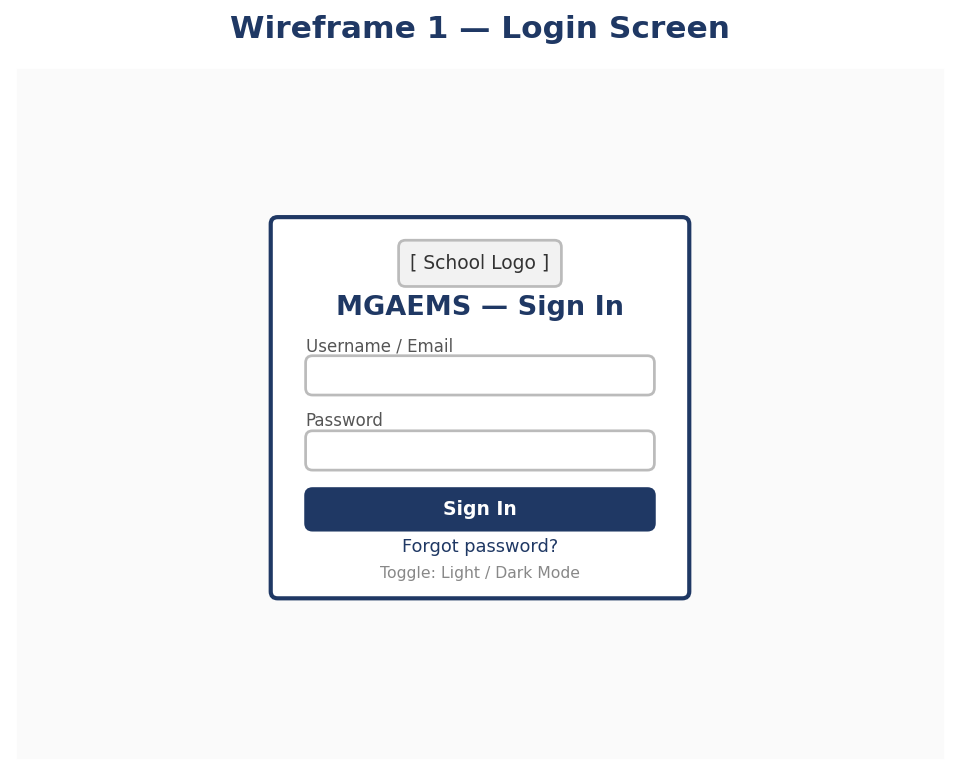 Wireframe 1 — Login Screen
[ School Logo ]
MGAEMS — Sign In
Username / Email
Password
Sign In
Forgot password?
Toggle: Light / Dark Mode